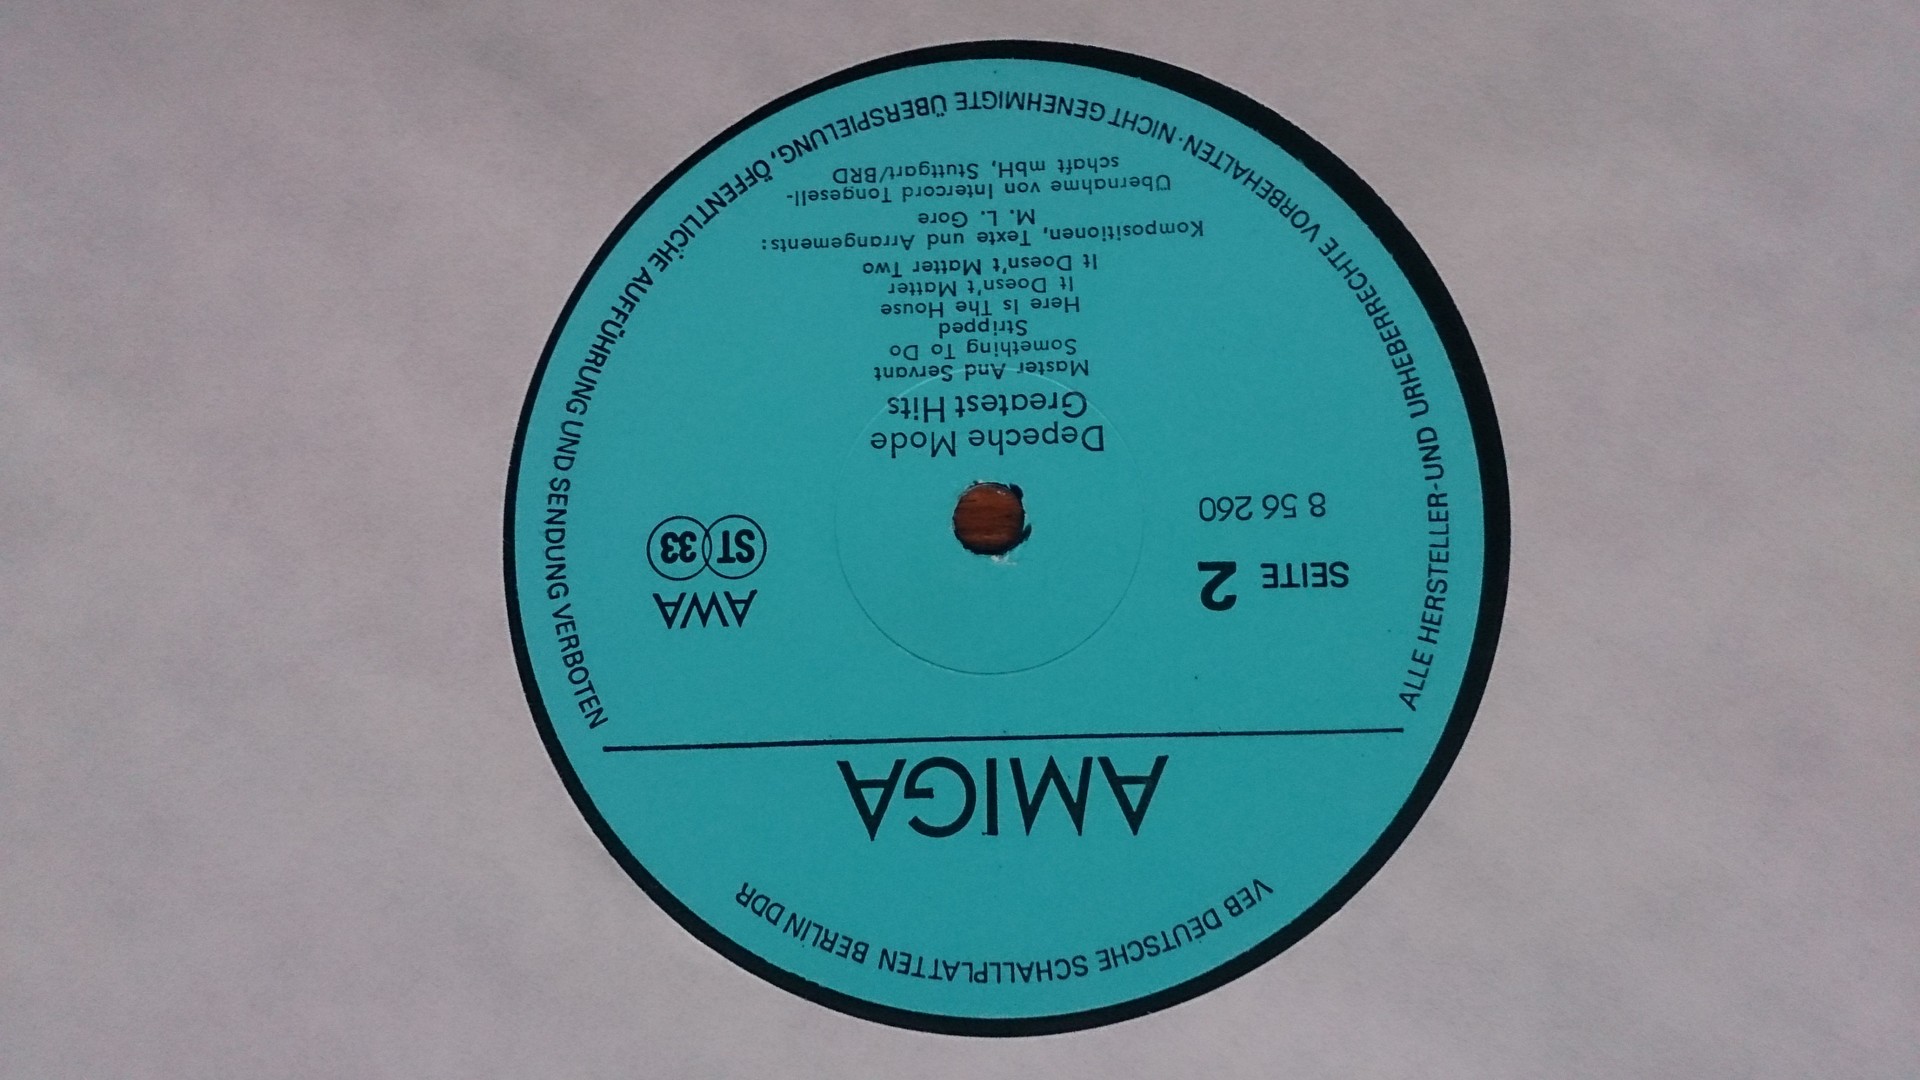 VEB DEUTSCHE SCHALLPLATTEN BERLIN DDR
AMIGA
SEITE 2
8 56 260
AWA
ST 33
Depeche Mode
Greatest Hits
Master And Servant
Something To Do
Stripped
Here Is The House
It Doesn't Matter
It Doesn't Matter Two
Kompositionen, Texte und Arrangements:
M. L. Gore
Übernahme von Intercord Tongesell-
schaft mbH, Stuttgart/BRD
ALLE HERSTELLER-UND URHEBERRECHTE VORBEHALTEN·NICHT GENEHMIGTE ÜBERSPIELUNG, ÖFFENTLICHE AUFFÜHRUNG UND SENDUNG VERBOTEN